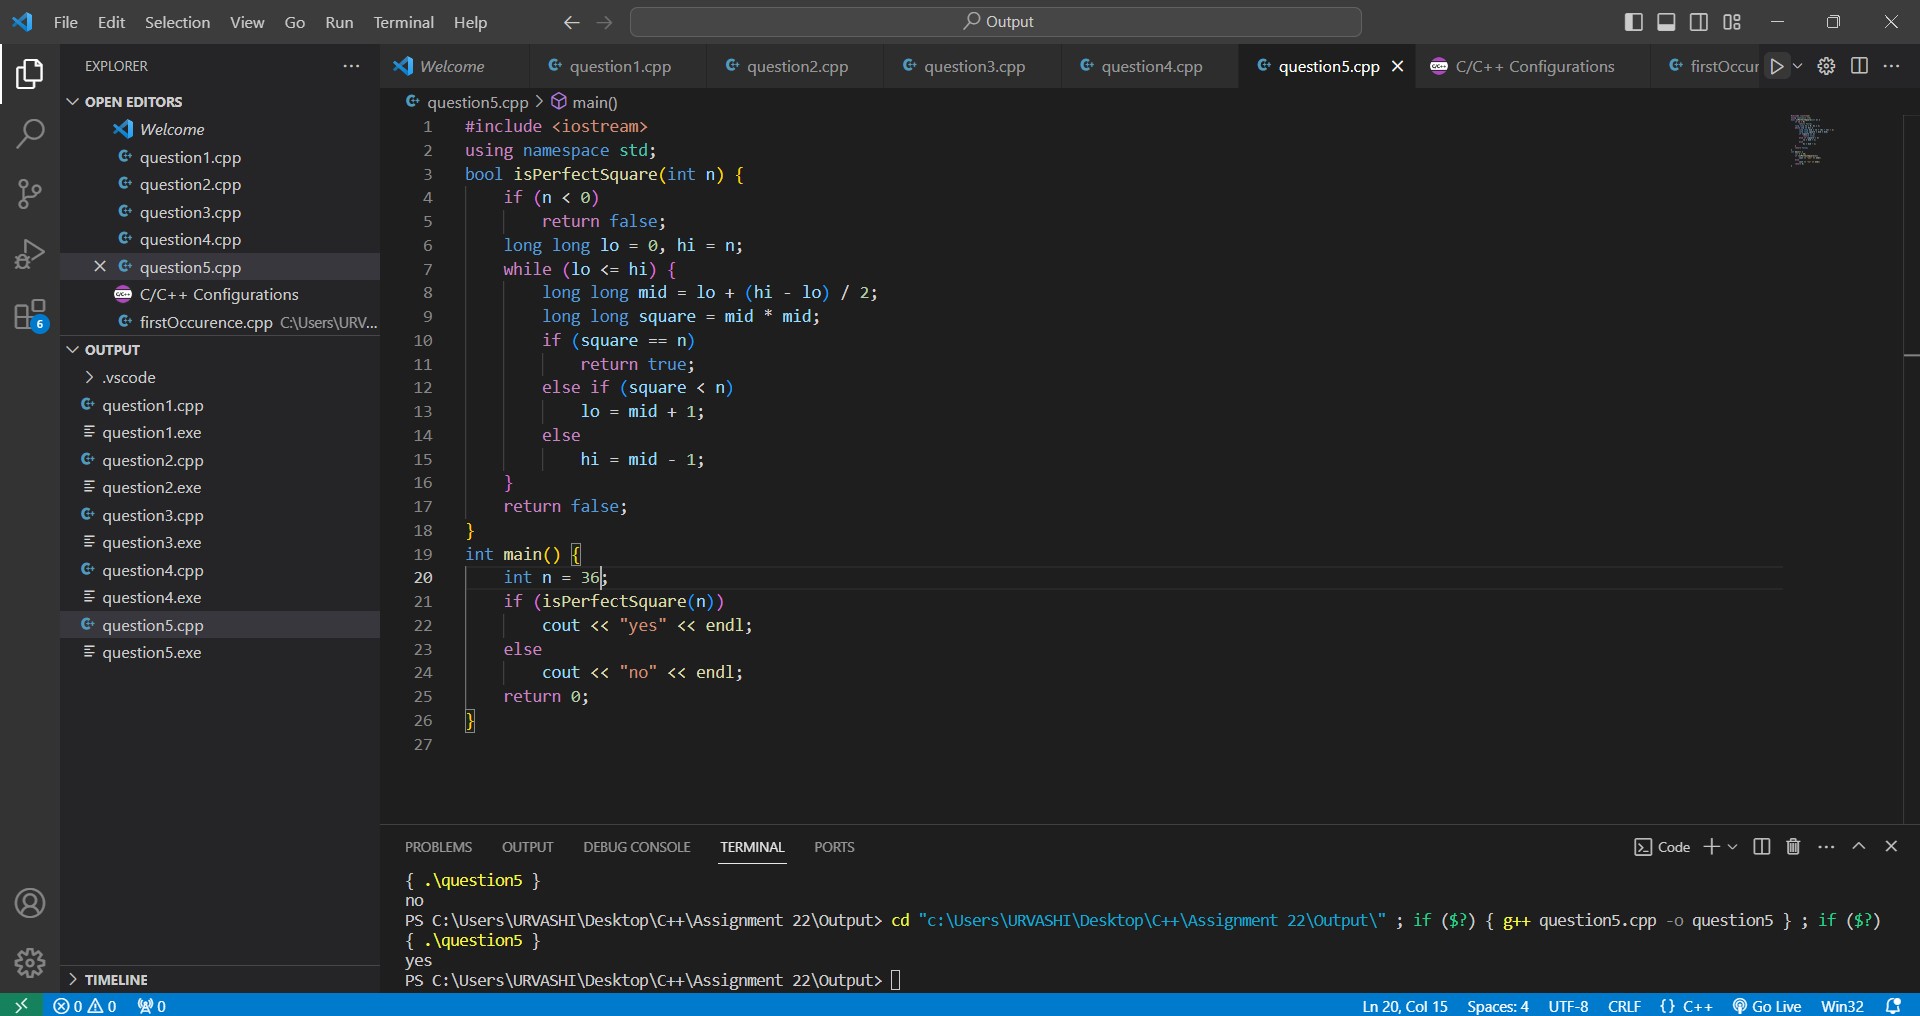 File Edit Selection View Go Run Terminal Help
Output
EXPLORER
OPEN EDITORS
Welcome
question1.cpp
question2.cpp
question3.cpp
question4.cpp
question5.cpp
C/C++ Configurations
firstOccurence.cpp C:\Users\URV...
OUTPUT
.vscode
question1.cpp
question1.exe
question2.cpp
question2.exe
question3.cpp
question3.exe
question4.cpp
question4.exe
question5.cpp
question5.exe
TIMELINE
6
Welcome question1.cpp question2.cpp question3.cpp question4.cpp question5.cpp C/C++ Configurations firstOccur
question5.cpp > main()
1 #include <iostream>
2 using namespace std;
3 bool isPerfectSquare(int n) {
4     if (n < 0)
5         return false;
6     long long lo = 0, hi = n;
7     while (lo <= hi) {
8         long long mid = lo + (hi - lo) / 2;
9         long long square = mid * mid;
10         if (square == n)
11             return true;
12         else if (square < n)
13             lo = mid + 1;
14         else
15             hi = mid - 1;
16     }
17     return false;
18 }
19 int main() {
20     int n = 36;
21     if (isPerfectSquare(n))
22         cout << "yes" << endl;
23     else
24         cout << "no" << endl;
25     return 0;
26 }
27
PROBLEMS OUTPUT DEBUG CONSOLE TERMINAL PORTS
Code
{ .\question5 }
no
PS C:\Users\URVASHI\Desktop\C++\Assignment 22\Output> cd "c:\Users\URVASHI\Desktop\C++\Assignment 22\Output\" ; if ($?) { g++ question5.cpp -o question5 } ; if ($?)
{ .\question5 }
yes
PS C:\Users\URVASHI\Desktop\C++\Assignment 22\Output>
0 0 0 Ln 20, Col 15 Spaces: 4 UTF-8 CRLF {} C++ Go Live Win32